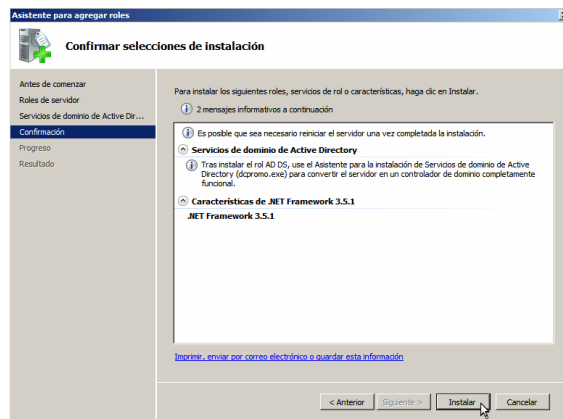 Asistente para agregar roles
Confirmar selecciones de instalación
Antes de comenzar
Roles de servidor
Servicios de dominio de Active Dir...
Confirmación
Progreso
Resultado
Para instalar los siguientes roles, servicios de rol o características, haga clic en Instalar.
2 mensajes informativos a continuación
Es posible que sea necesario reiniciar el servidor una vez completada la instalación.
Servicios de dominio de Active Directory
Tras instalar el rol AD DS, use el Asistente para la instalación de Servicios de dominio de Active
Directory (dcpromo.exe) para convertir el servidor en un controlador de dominio completamente
funcional.
Características de .NET Framework 3.5.1
.NET Framework 3.5.1
Imprimir, enviar por correo electrónico o guardar esta información
< Anterior
Siguiente >
Instalar
Cancelar